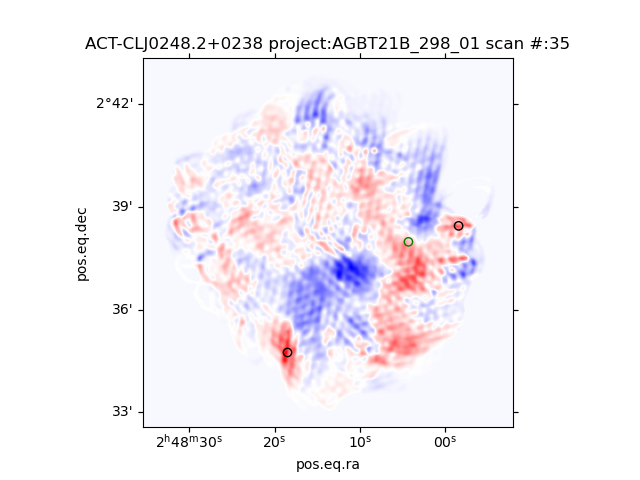 ACT-CLJ0248.2+0238 project:AGBT21B_298_01 scan #:35
2°42'
39'
36'
33'
pos.eq.dec
2ʰ48ᵐ30ˢ 20ˢ 10ˢ 00ˢ
pos.eq.ra